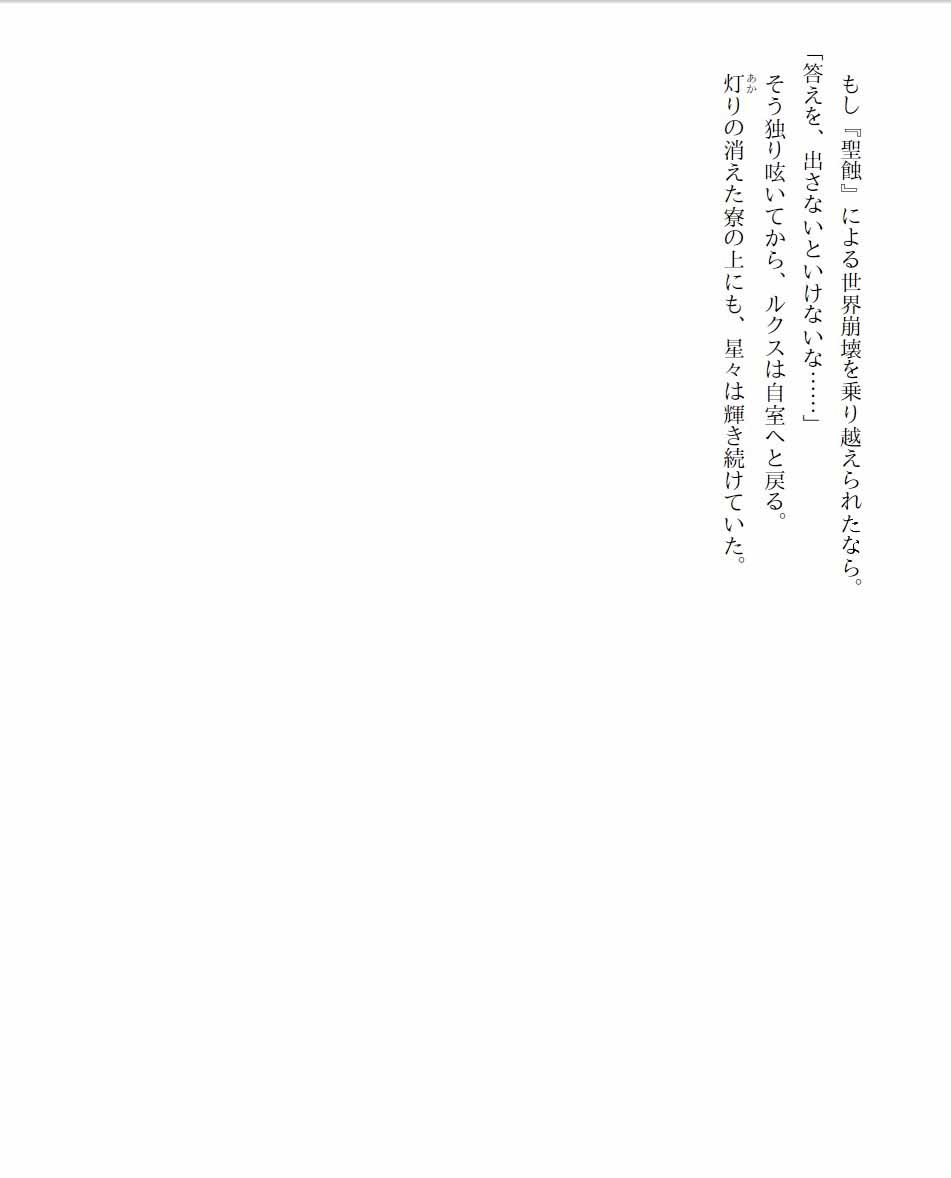 もし『聖蝕』による世界崩壊を乗り越えられたなら。
「答えを、出さないといけないな……」
　そう独り呟いてから、ルクスは自室へと戻る。
　灯りの消えた寮の上にも、星々は輝き続けていた。
あか